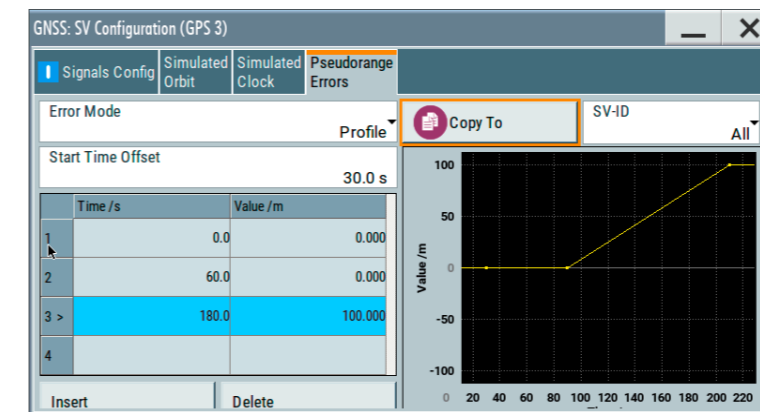 GNSS: SV Configuration (GPS 3)
Signals Config
Simulated Orbit
Simulated Clock
Pseudorange Errors
Error Mode
Profile
Copy To
SV-ID
All
Start Time Offset
30.0 s
Time /s Value /m
1 0.0 0.000
2 60.0 0.000
3 > 180.0 100.000
4
Insert Delete
Value /m
100
50
0
-50
-100
0 20 40 60 80 100 120 140 160 180 200 220